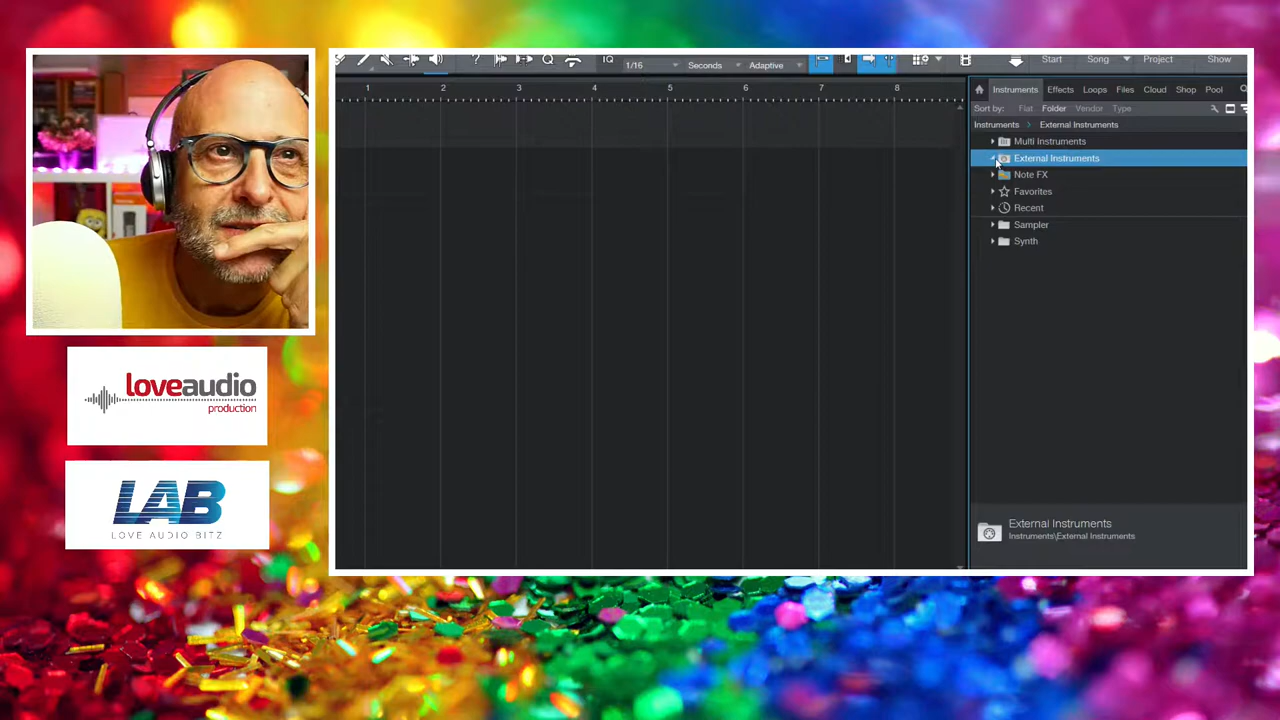 loveaudio
production
LAB
LOVE AUDIO BITZ
?
IQ
1/16
Seconds
Adaptive
Start
Song
Project
Show
1
2
3
4
5
6
7
8
Instruments
Effects
Loops
Files
Cloud
Shop
Pool
Sort by:
Flat
Folder
Vendor
Type
Instruments > External Instruments
Multi Instruments
External Instruments
Note FX
Favorites
Recent
Sampler
Synth
External Instruments
Instruments\External Instruments